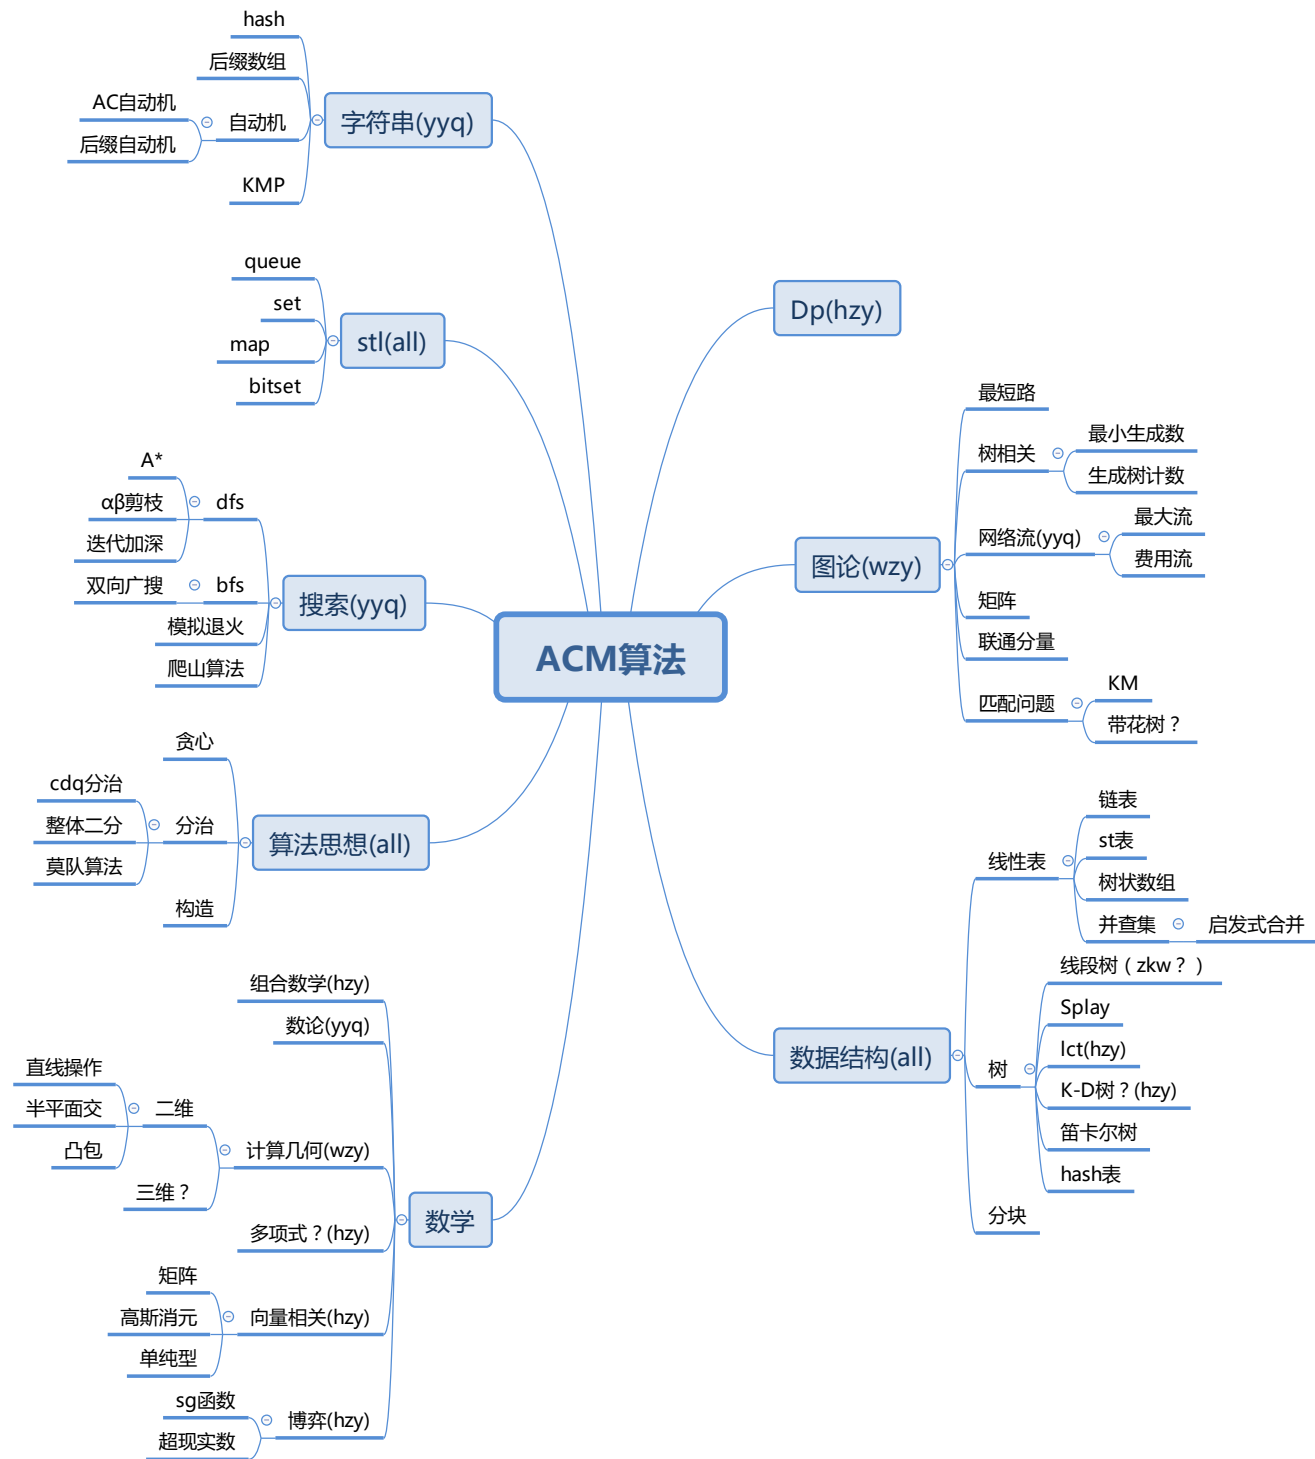 ACM算法
字符串(yyq)
hash
后缀数组
自动机
AC自动机
后缀自动机
KMP
stl(all)
queue
set
map
bitset
搜索(yyq)
dfs
A*
αβ剪枝
迭代加深
bfs
双向广搜
模拟退火
爬山算法
算法思想(all)
贪心
分治
cdq分治
整体二分
莫队算法
构造
数学
组合数学(hzy)
数论(yyq)
计算几何(wzy)
二维
直线操作
半平面交
凸包
三维？
多项式？(hzy)
向量相关(hzy)
矩阵
高斯消元
单纯型
博弈(hzy)
sg函数
超现实数
Dp(hzy)
图论(wzy)
最短路
树相关
最小生成数
生成树计数
网络流(yyq)
最大流
费用流
矩阵
联通分量
匹配问题
KM
带花树？
数据结构(all)
线性表
链表
st表
树状数组
并查集
启发式合并
树
线段树（zkw？）
Splay
lct(hzy)
K-D树？(hzy)
笛卡尔树
hash表
分块